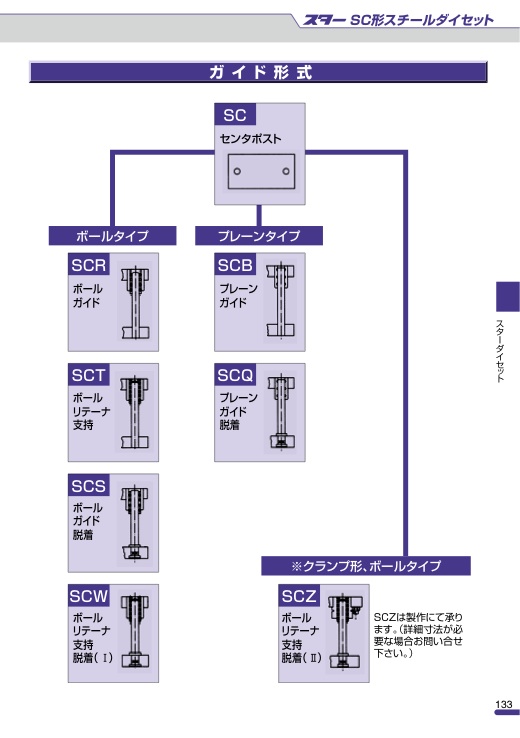 スター SC形スチールダイセット
ガイド形式
SC
センタポスト
ボールタイプ
プレーンタイプ
SCR
ボール
ガイド
SCB
プレーン
ガイド
SCT
ボール
リテーナ
支持
SCQ
プレーン
ガイド
脱着
SCS
ボール
ガイド
脱着
※クランプ形、ボールタイプ
SCW
ボール
リテーナ
支持
脱着(Ⅰ)
SCZ
ボール
リテーナ
支持
脱着(Ⅱ)
SCZは製作にて承り
ます。(詳細寸法が必
要な場合お問い合せ
下さい。)
スターダイセット
133